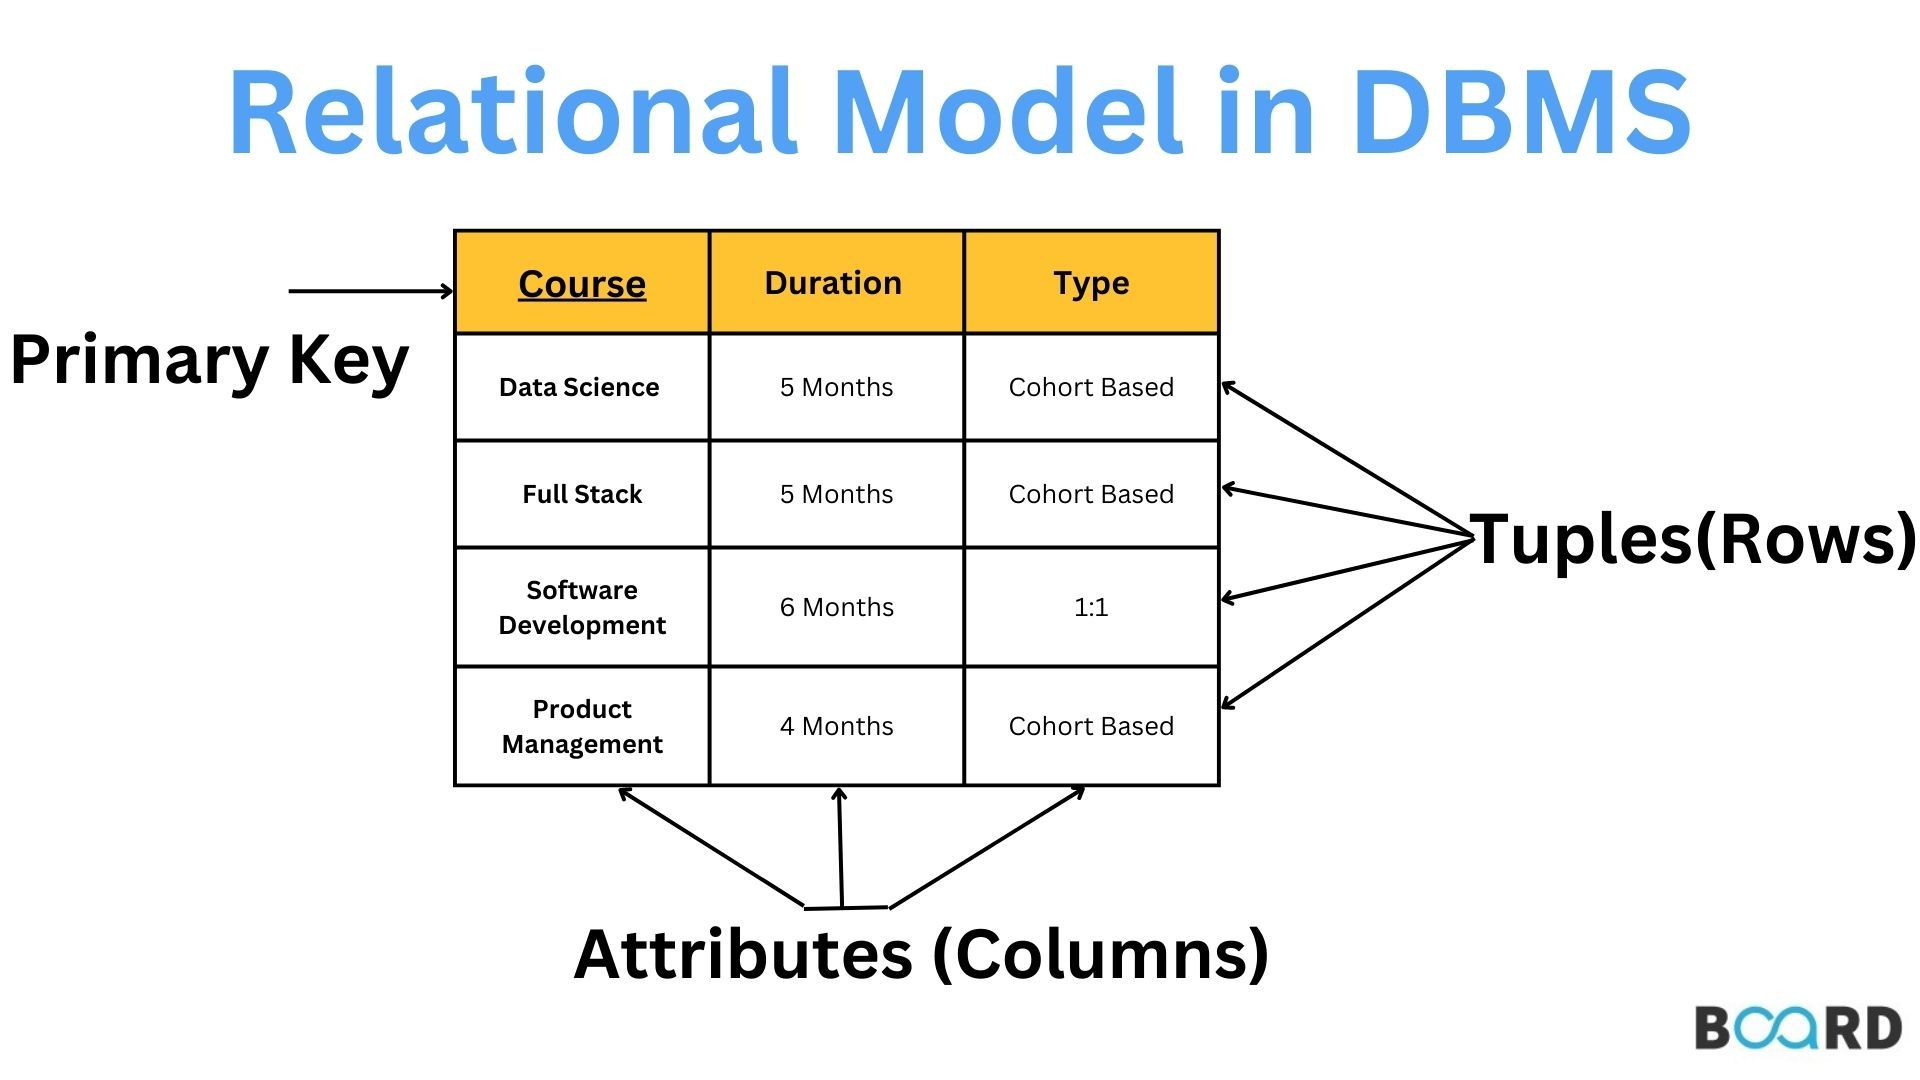 Relational Model in DBMS
Primary Key
Course Duration Type
Data Science 5 Months Cohort Based
Full Stack 5 Months Cohort Based
Software
Development 6 Months 1:1
Product
Management 4 Months Cohort Based
Tuples(Rows)
Attributes (Columns)
BOARD